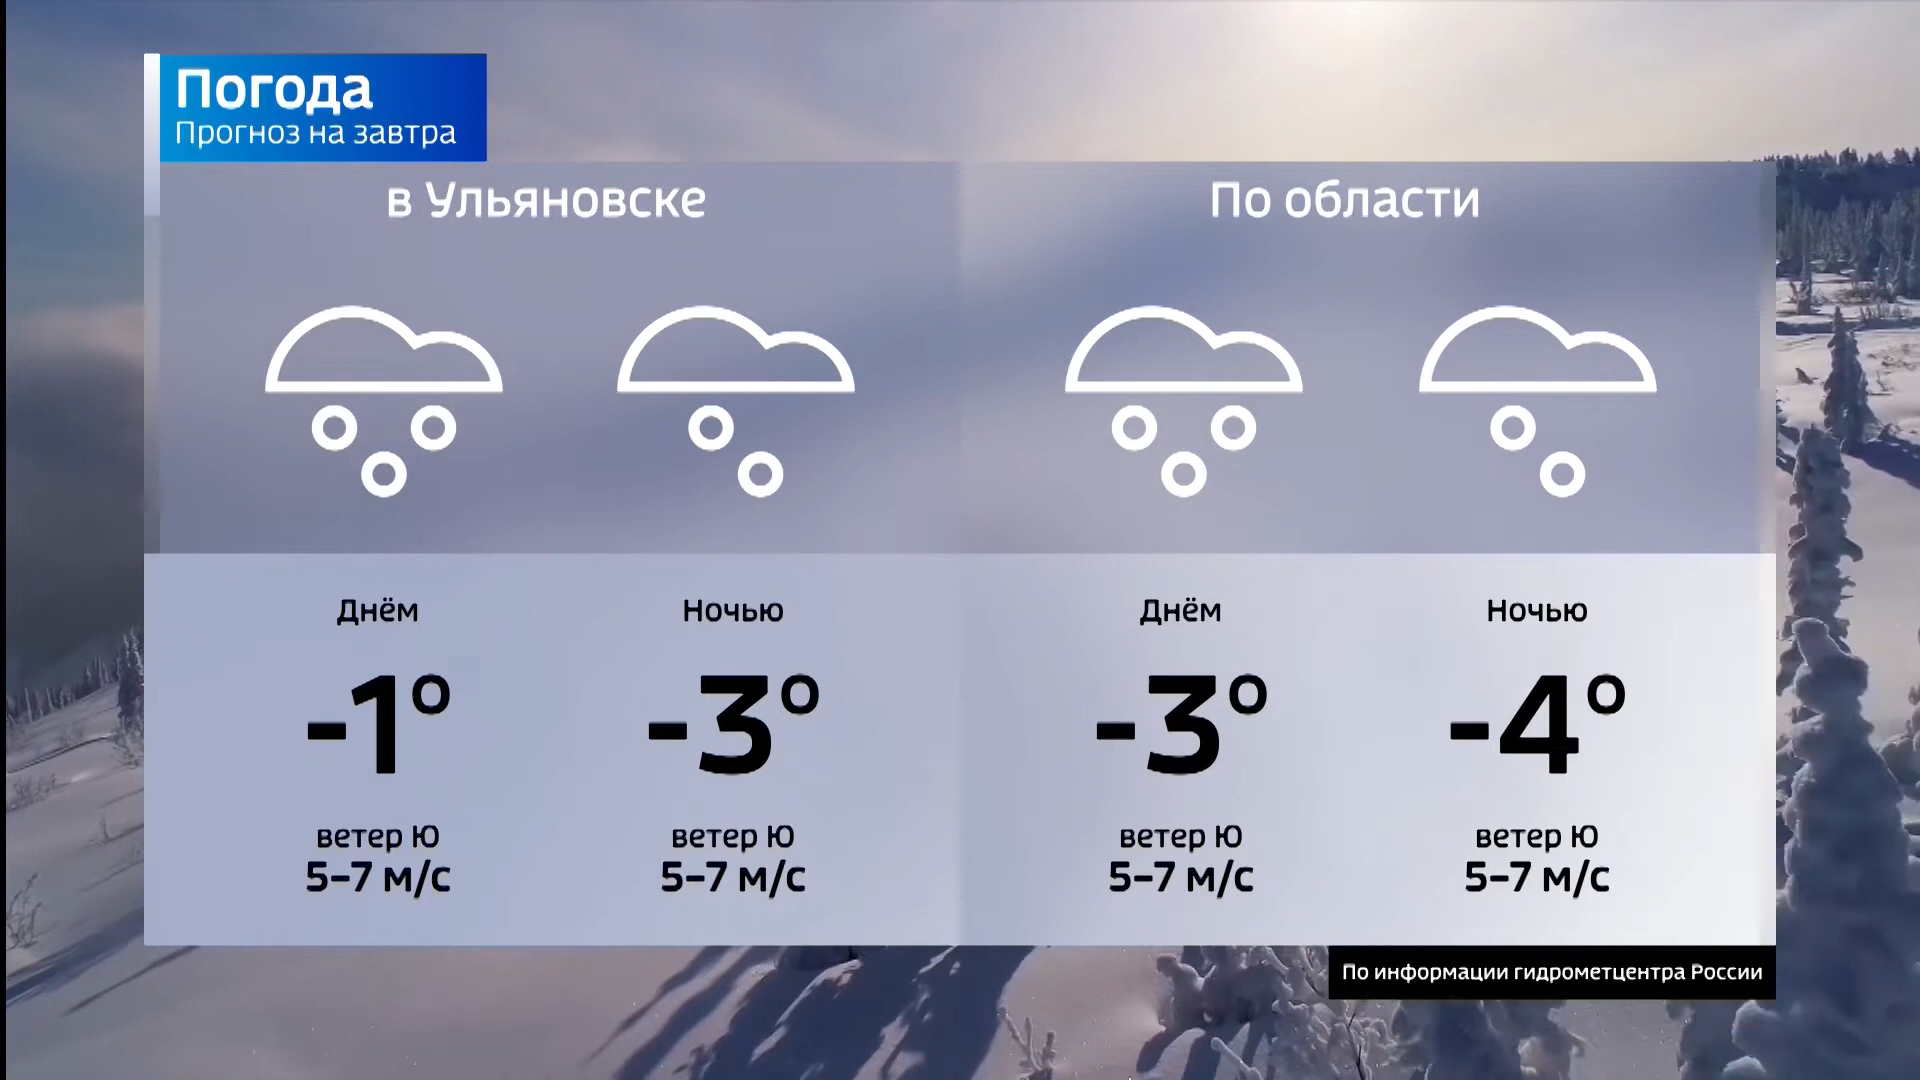 Погода
Прогноз на завтра
в Ульяновске
По области
Днём
Ночью
Днём
Ночью
-1°
-3°
-3°
-4°
ветер Ю
ветер Ю
ветер Ю
ветер Ю
5-7 м/с
5-7 м/с
5-7 м/с
5-7 м/с
По информации гидрометцентра России